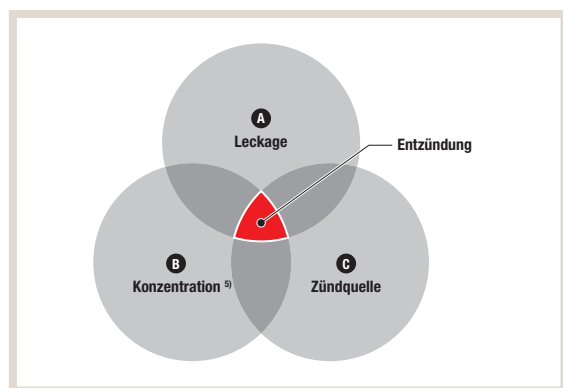 A
Leckage
Entzündung
B
Konzentration 5)
C
Zündquelle